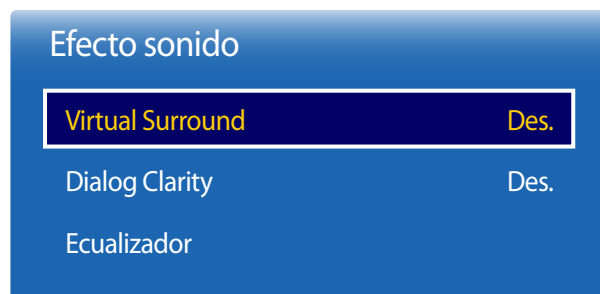 Efecto sonido
Virtual Surround Des.
Dialog Clarity Des.
Ecualizador